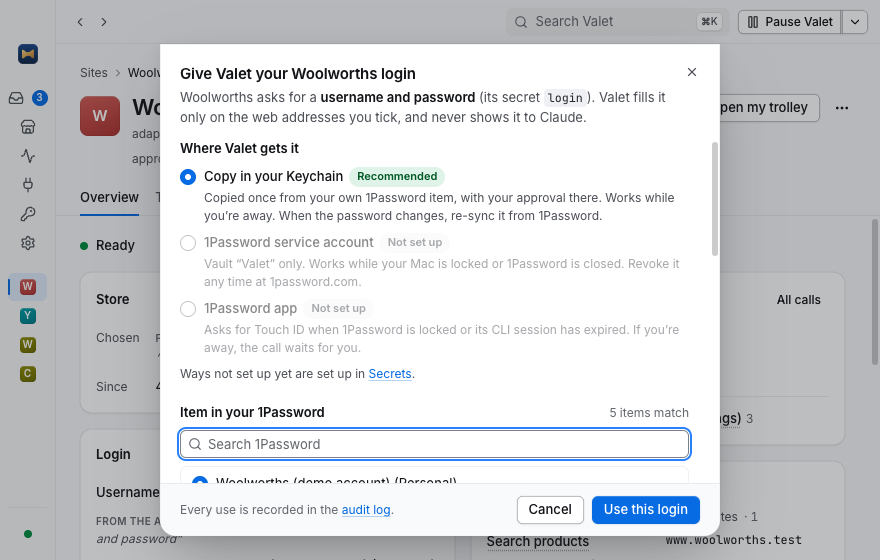 Search Valet
⌘K
Pause Valet
3
Sites
W
Give Valet your Woolworths login
Woolworths asks for a username and password (its secret login). Valet fills it
only on the web addresses you tick, and never shows it to Claude.
Where Valet gets it
Copy in your Keychain Recommended
Copied once from your own 1Password item, with your approval there. Works while
you're away. When the password changes, re-sync it from 1Password.
1Password service account Not set up
Vault “Valet” only. Works while your Mac is locked or 1Password is closed. Revoke it
any time at 1password.com.
1Password app Not set up
Asks for Touch ID when 1Password is locked or its CLI session has expired. If you're
away, the call waits for you.
Ways not set up yet are set up in Secrets.
Item in your 1Password 5 items match
Search 1Password
Woolworths (demo account) (Personal)
Every use is recorded in the audit log.
Cancel
Use this login
my trolley
Overview
Ready
W
Y
W
C
Store
Chosen
Since
All calls
3
Login
Username
FROM THE
and password”
· 1
Search products
www.woolworths.test